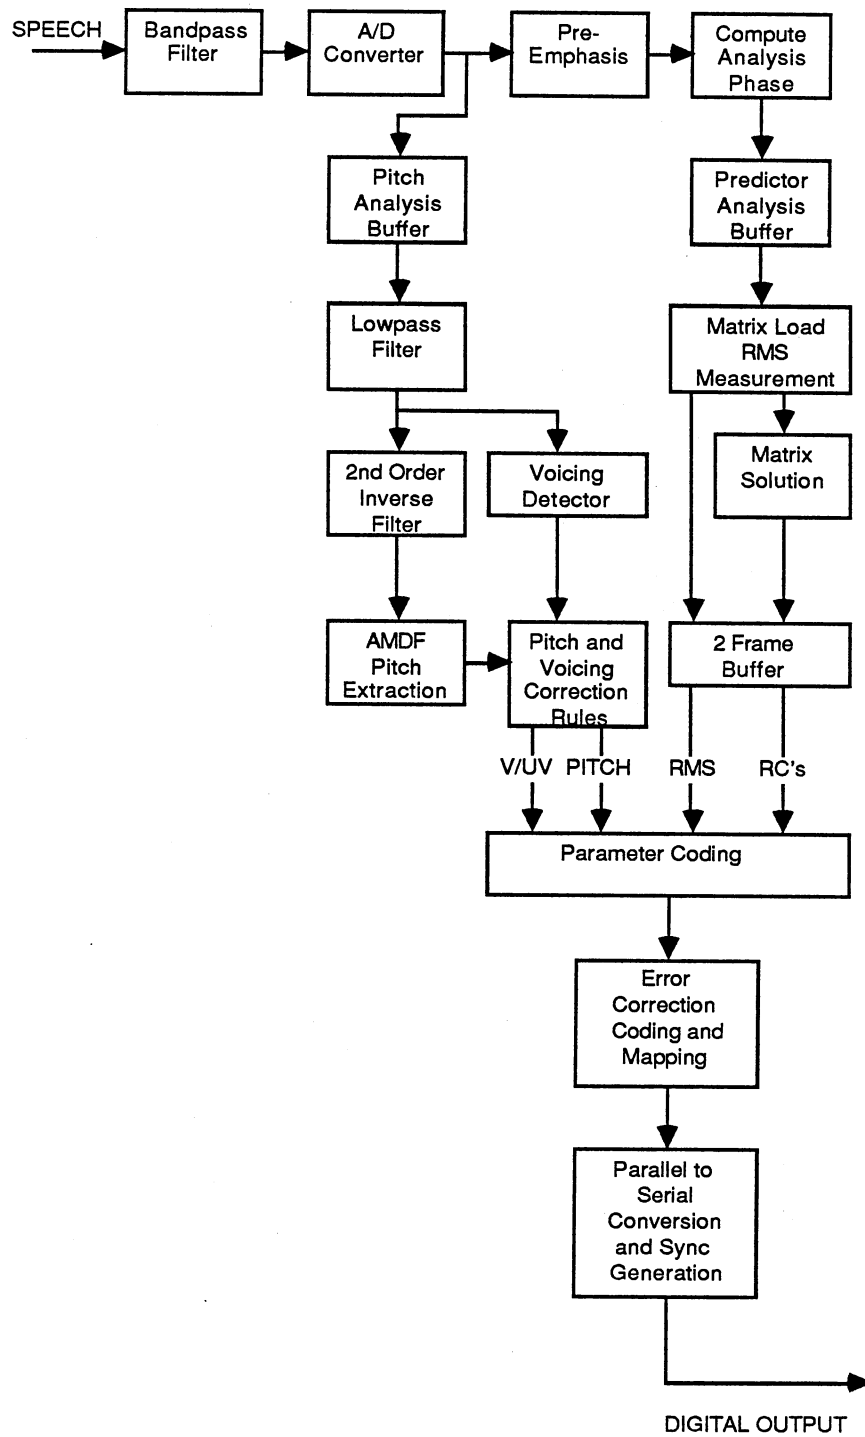 SPEECH
Bandpass
Filter
A/D
Converter
Pre-
Emphasis
Compute
Analysis
Phase
Pitch
Analysis
Buffer
Predictor
Analysis
Buffer
Lowpass
Filter
Matrix Load
RMS
Measurement
2nd Order
Inverse
Filter
Voicing
Detector
Matrix
Solution
AMDF
Pitch
Extraction
Pitch and
Voicing
Correction
Rules
2 Frame
Buffer
V/UV
PITCH
RMS
RC's
Parameter Coding
Error
Correction
Coding and
Mapping
Parallel to
Serial
Conversion
and Sync
Generation
DIGITAL OUTPUT